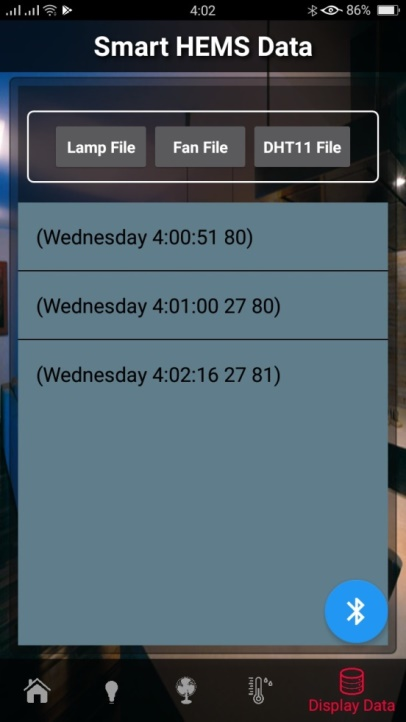 4:02
86%
Smart HEMS Data
Lamp File
Fan File
DHT11 File
(Wednesday 4:00:51 80)
(Wednesday 4:01:00 27 80)
(Wednesday 4:02:16 27 81)
Display Data